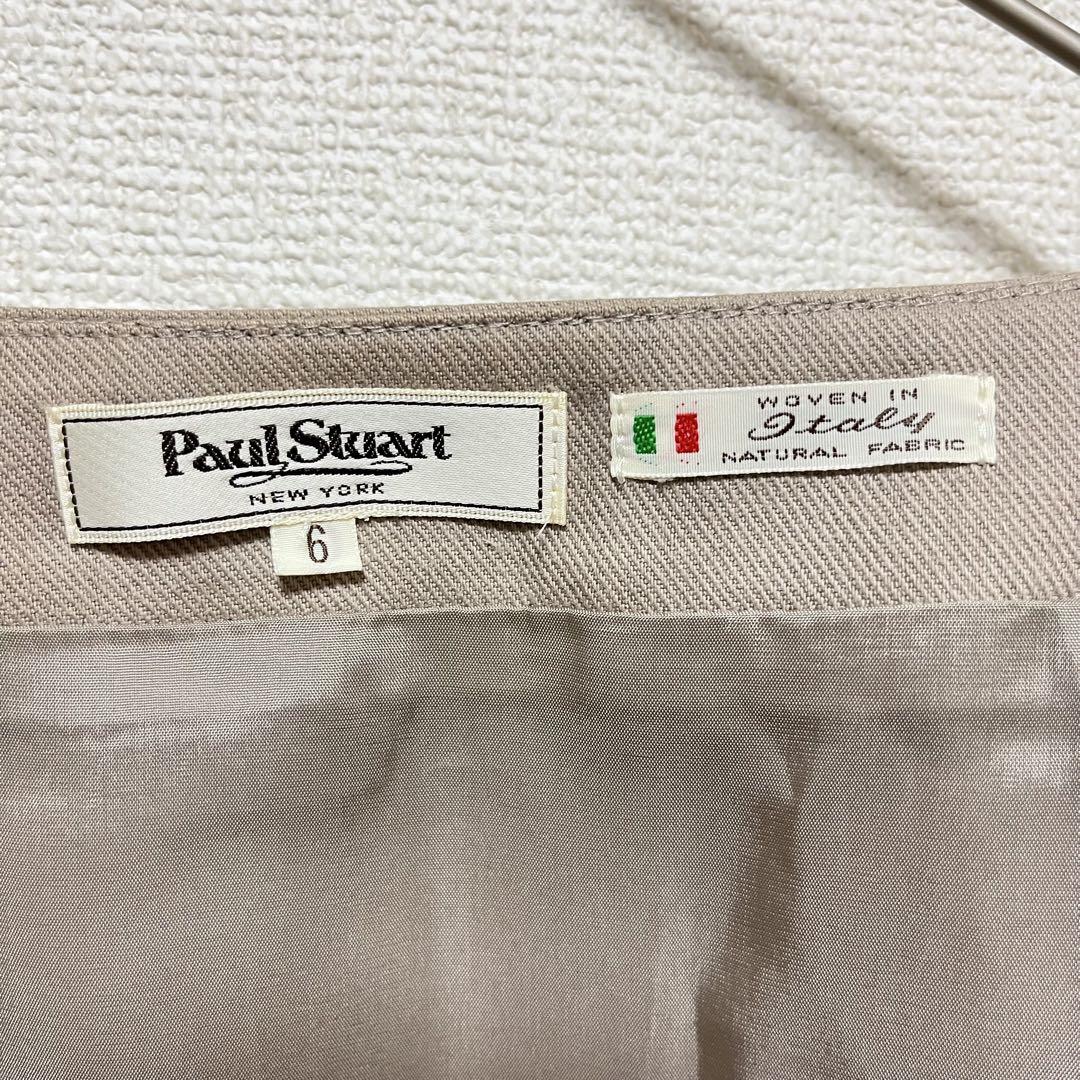 Paul Stuart
NEW YORK
6
WOVEN IN
Italy
NATURAL FABRIC